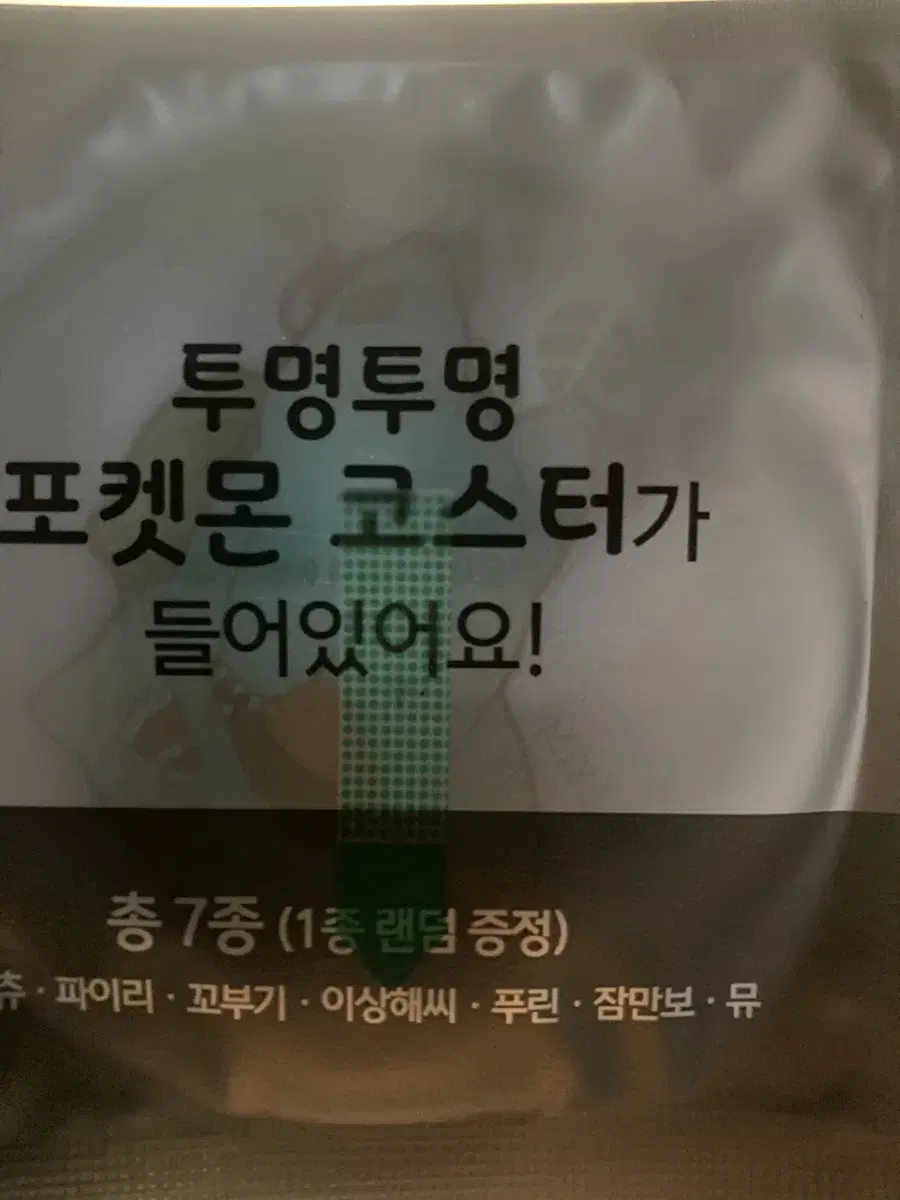 투명투명
포켓몬 코스터가
들어있어요!
총 7종 (1종 랜덤 증정)
츄 · 파이리 · 꼬부기 · 이상해씨 · 푸린 · 잠만보 · 뮤